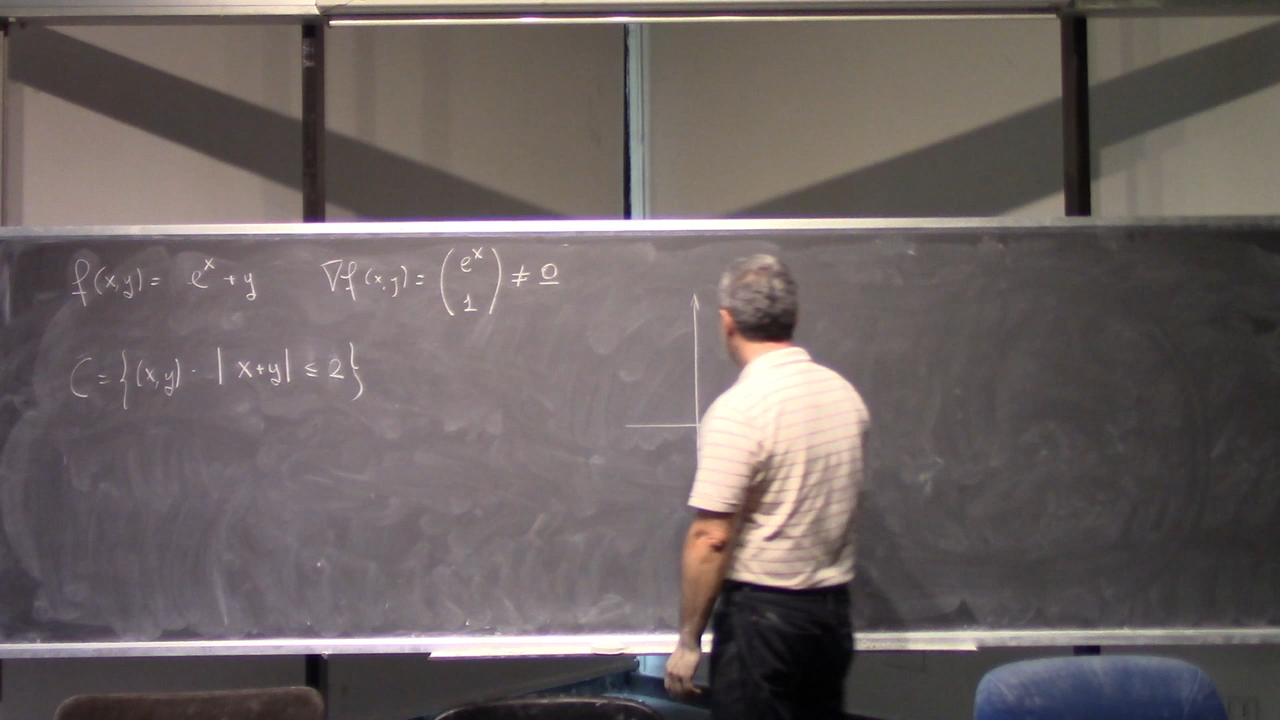 f(x,y) = e^x + y   ∇f(x,y) = (e^x 1) ≠ 0
C = {(x,y) · |x+y| ≤ 2}